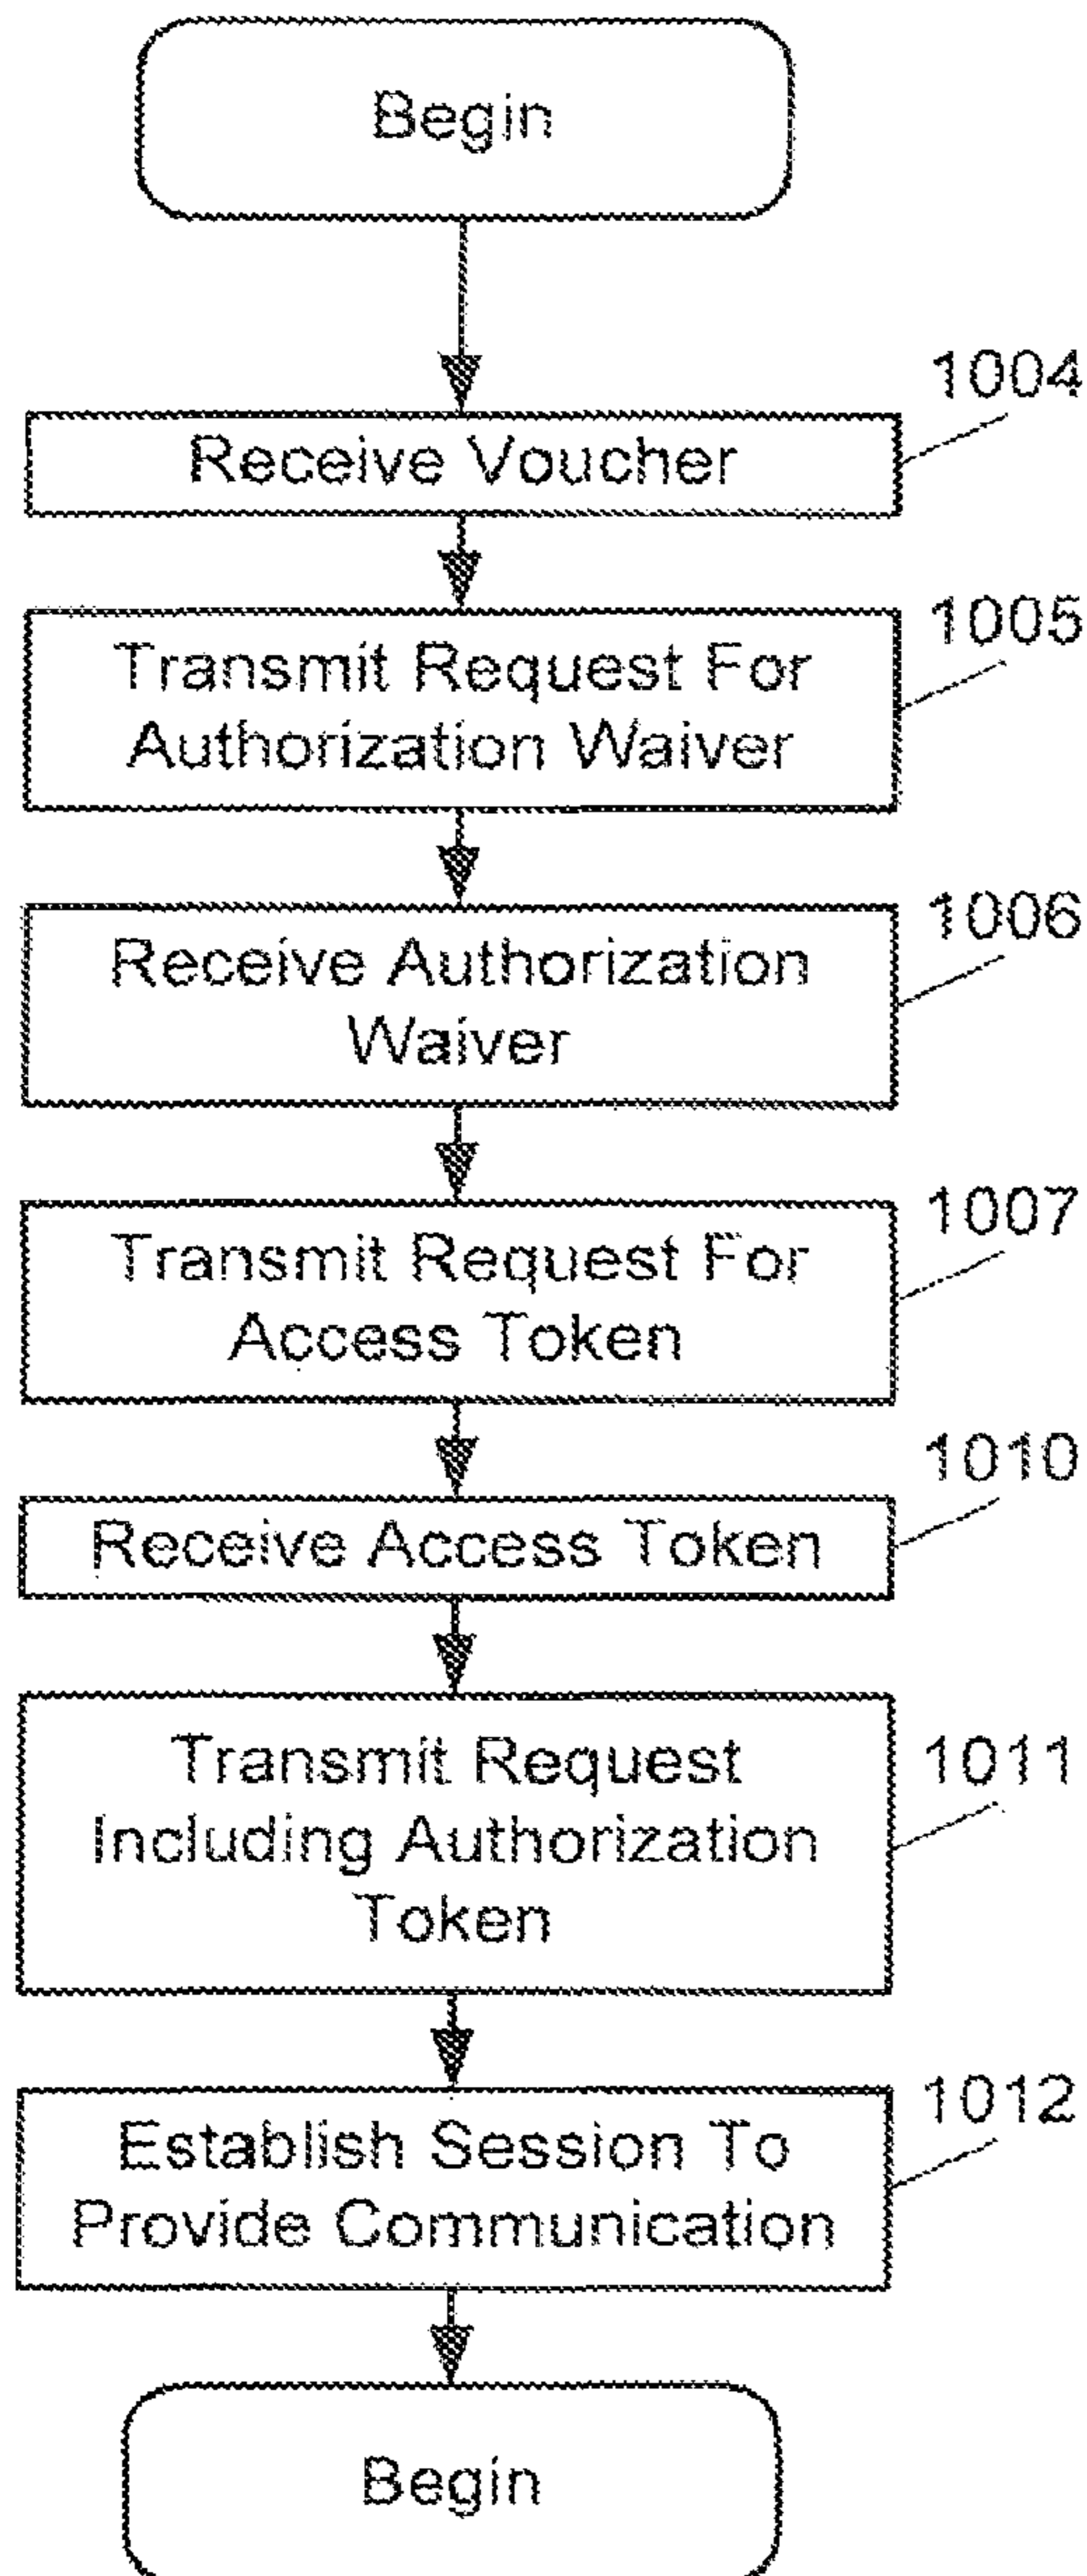 Begin
1004
Receive Voucher
1005
Transmit Request For
Authorization Waiver
1006
Receive Authorization
Waiver
1007
Transmit Request For
Access Token
1010
Receive Access Token
1011
Transmit Request
Including Authorization
Token
1012
Establish Session To
Provide Communication
Begin